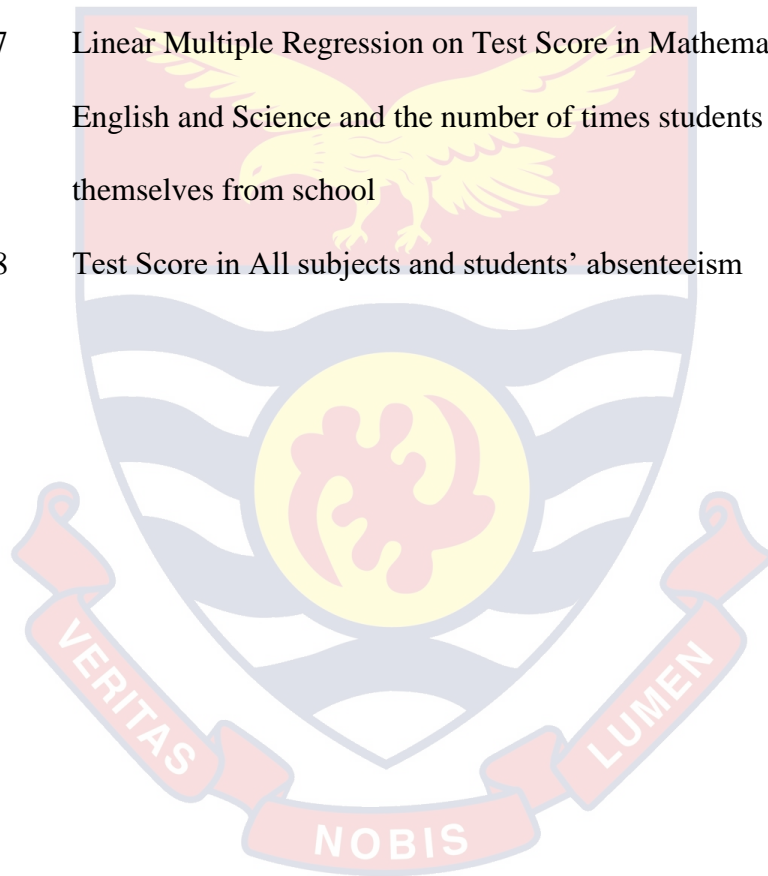 7 Linear Multiple Regression on Test Score in Mathema
English and Science and the number of times students
themselves from school
8 Test Score in All subjects and students’ absenteeism
VERITAS
NOBIS
LUMEN